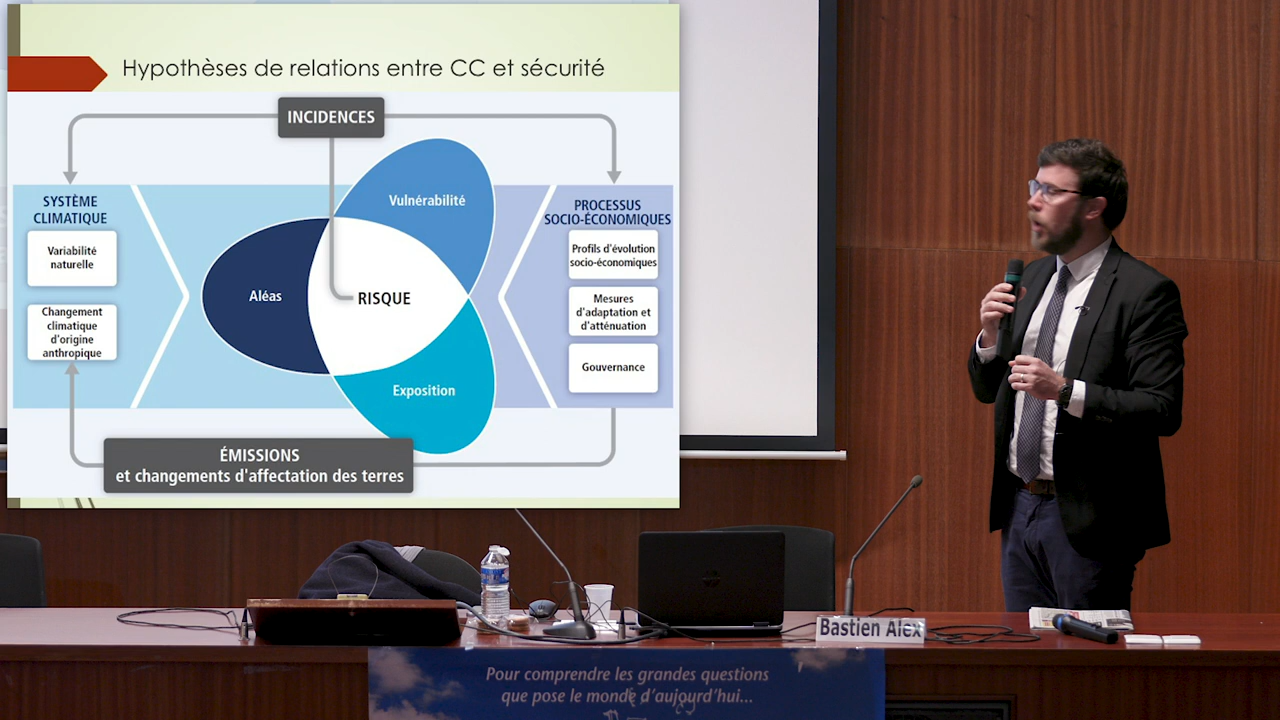 Hypothèses de relations entre CC et sécurité
INCIDENCES
SYSTÈME
CLIMATIQUE
Variabilité
naturelle
Changement
climatique
d'origine
anthropique
Aléas
Vulnérabilité
RISQUE
Exposition
PROCESSUS
SOCIO-ÉCONOMIQUES
Profils d'évolution
socio-économiques
Mesures
d'adaptation et
d'atténuation
Gouvernance
ÉMISSIONS
et changements d'affectation des terres
Bastien Alex
Pour comprendre les grandes questions
que pose le monde d'aujourd'hui...